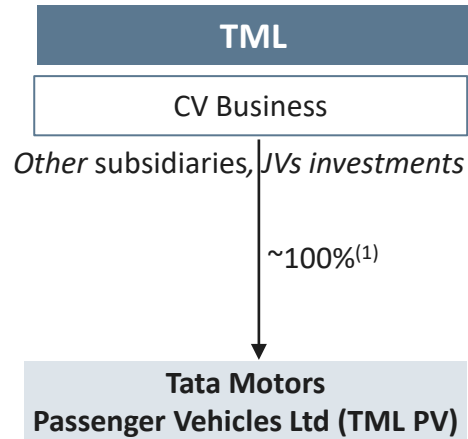 TML
CV Business
Other subsidiaries, JVs investments
~100%(1)
Tata Motors
Passenger Vehicles Ltd (TML PV)